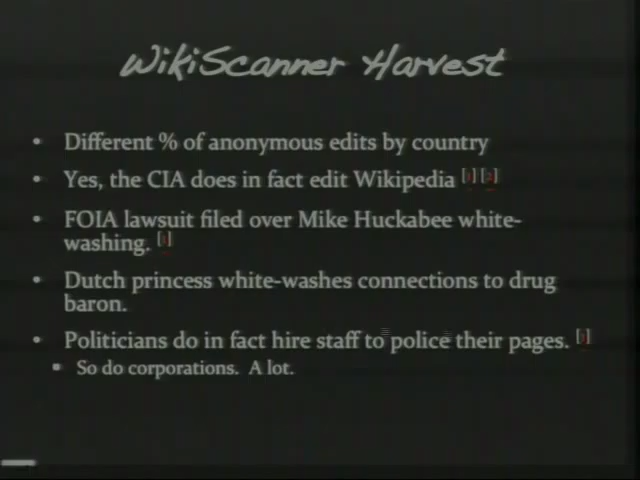 WikiScanner Harvest
• Different % of anonymous edits by country
• Yes, the CIA does in fact edit Wikipedia [1][2]
• FOIA lawsuit filed over Mike Huckabee white-
washing. [1]
• Dutch princess white-washes connections to drug
baron.
• Politicians do in fact hire staff to police their pages. [1]
▪ So do corporations. A lot.